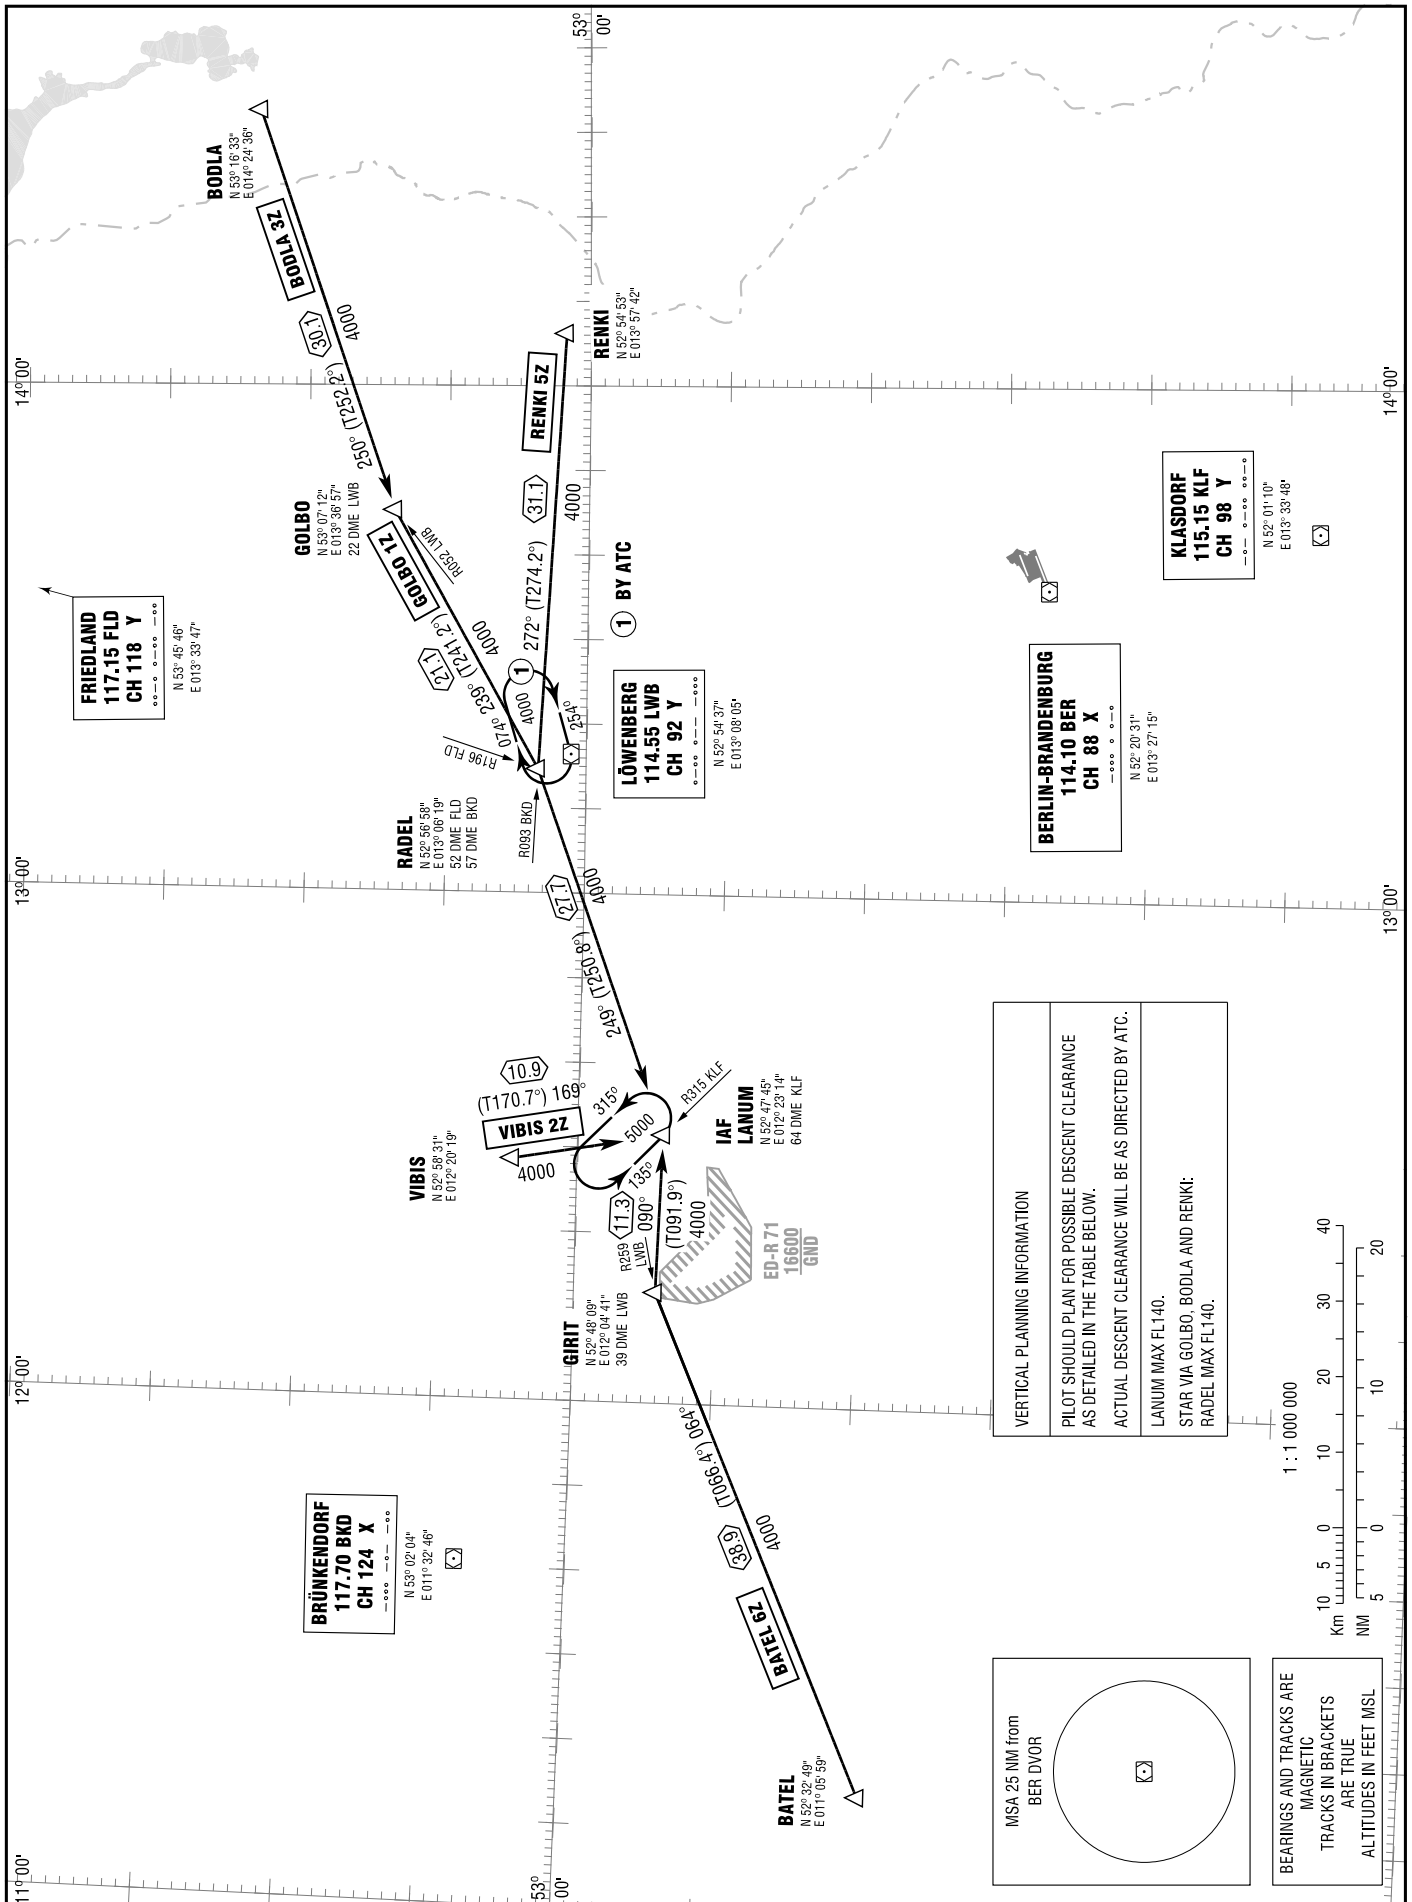 11° 00'
12° 00'
13° 00'
14° 00'
53°
00'
53°
00'
14° 00'
13° 00'
FRIEDLAND
117.15 FLD
CH 118 Y
N 53° 45' 46"
E 013° 33' 47"
BODLA
N 53° 16' 33"
E 014° 24' 36"
BODLA 3Z
30.1
4000
250° (T252.2°)
GOLBO
N 53° 07' 12"
E 013° 36' 57"
22 DME LWB
GOLBO 1Z
R052 LWB
21.1
239° (T241.2°)
4000
RENKI
N 52° 54' 53"
E 013° 57' 42"
RENKI 5Z
31.1
4000
272° (T274.2°)
1
4000
074°
254°
R196 FLD
1 BY ATC
RADEL
N 52° 56' 58"
E 013° 06' 19"
52 DME FLD
57 DME BKD
R093 BKD
LÖWENBERG
114.55 LWB
CH 92 Y
N 52° 54' 37"
E 013° 08' 05"
27.7
4000
249° (T250.8°)
VIBIS
N 52° 58' 31"
E 012° 20' 19"
VIBIS 2Z
10.9
(T170.7°) 169°
4000
315°
5000
135°
R315 KLF
IAF
LANUM
N 52° 47' 45"
E 012° 23' 14"
64 DME KLF
GIRIT
N 52° 48' 09"
E 012° 04' 41"
39 DME LWB
R259
LWB
11.3
090°
(T091.9°)
4000
ED-R 71
16600
GND
BRÜNKENDORF
117.70 BKD
CH 124 X
N 53° 02' 04"
E 011° 32' 46"
(T066.4°) 064°
38.9
4000
BATEL 6Z
BATEL
N 52° 32' 49"
E 011° 05' 59"
BERLIN-BRANDENBURG
114.10 BER
CH 88 X
N 52° 20' 31"
E 013° 27' 15"
KLASDORF
115.15 KLF
CH 98 Y
N 52° 01' 10"
E 013° 33' 48"
VERTICAL PLANNING INFORMATION
PILOT SHOULD PLAN FOR POSSIBLE DESCENT CLEARANCE
AS DETAILED IN THE TABLE BELOW.
ACTUAL DESCENT CLEARANCE WILL BE AS DIRECTED BY ATC.
LANUM MAX FL140.
STAR VIA GOLBO, BODLA AND RENKI:
RADEL MAX FL140.
MSA 25 NM from
BER DVOR
1 : 1 000 000
10 5 0 10 20 30 40
Km
NM
5 0 10 20
BEARINGS AND TRACKS ARE
MAGNETIC
TRACKS IN BRACKETS
ARE TRUE
ALTITUDES IN FEET MSL